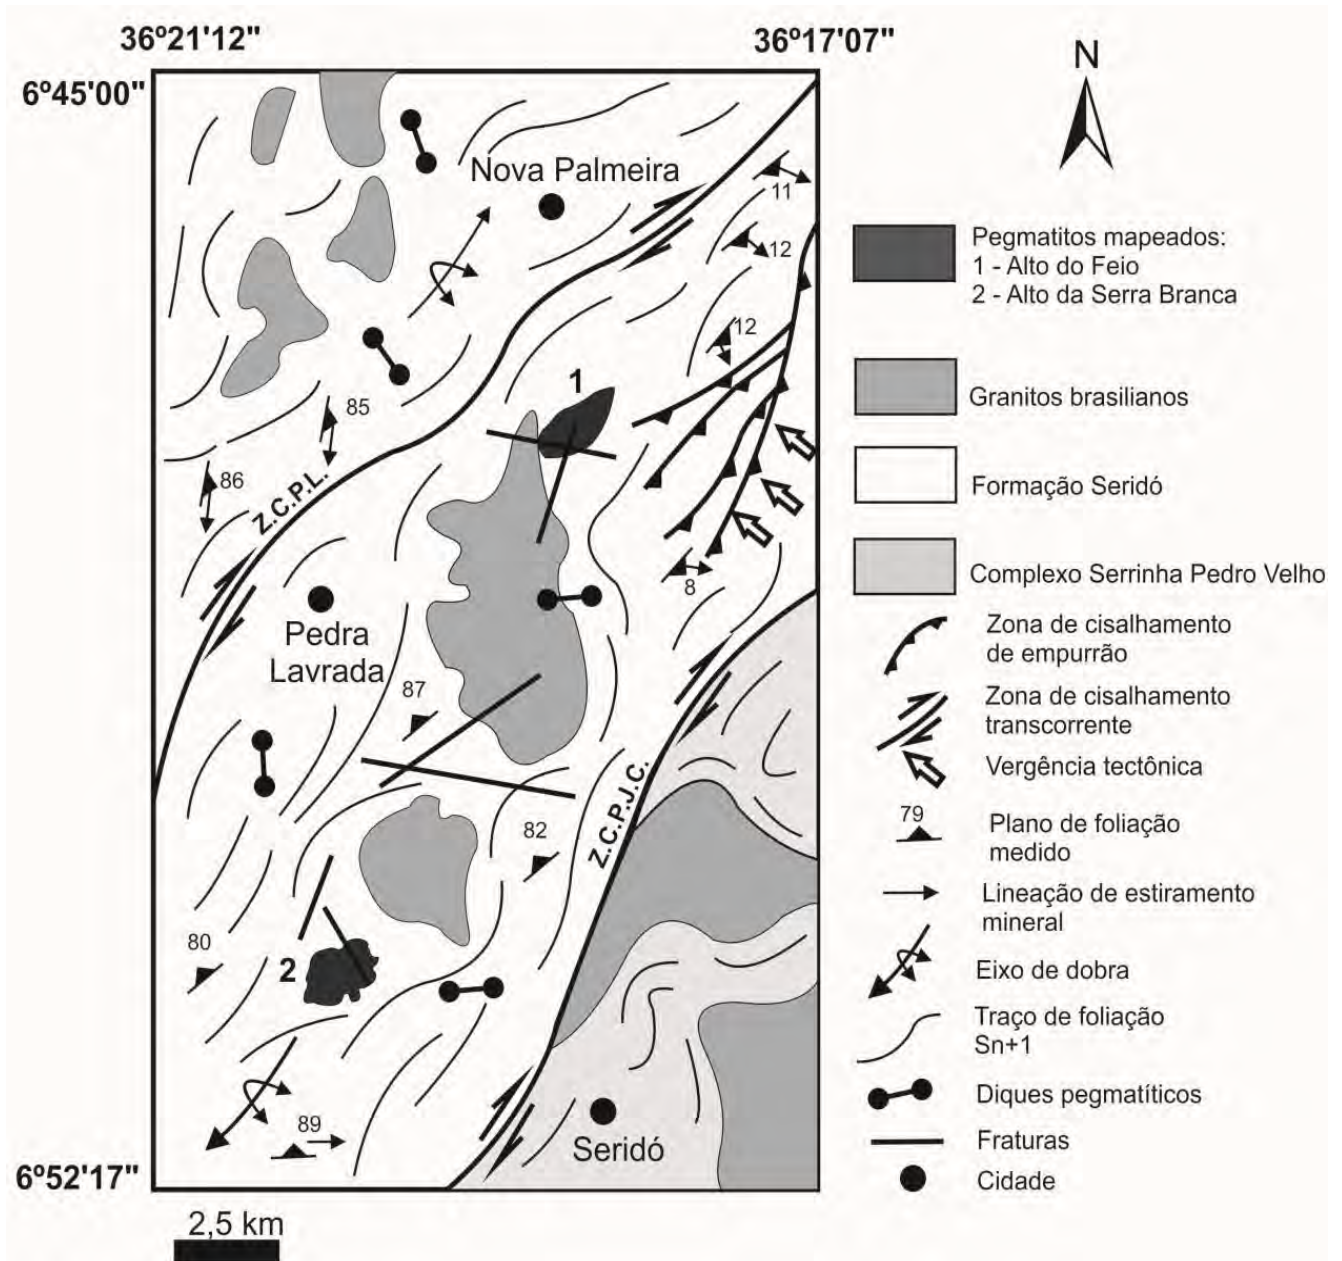 36º21'12"
36º17'07"
6º45'00"
N
Nova Palmeira
11
12
12
Pegmatitos mapeados:
1 - Alto do Feio
2 - Alto da Serra Branca
1
85
Granitos brasilianos
86
Z.C.P.L.
Formação Seridó
8
Complexo Serrinha Pedro Velho
Pedra
Lavrada
Zona de cisalhamento
de empurrão
87
Zona de cisalhamento
transcorrente
Vergência tectônica
Z.C.P.J.C.
82
79
Plano de foliação
medido
Lineação de estiramento
mineral
80
2
Eixo de dobra
Traço de foliação
Sn+1
Diques pegmatíticos
89
Seridó
Fraturas
Cidade
6º52'17"
2,5 km